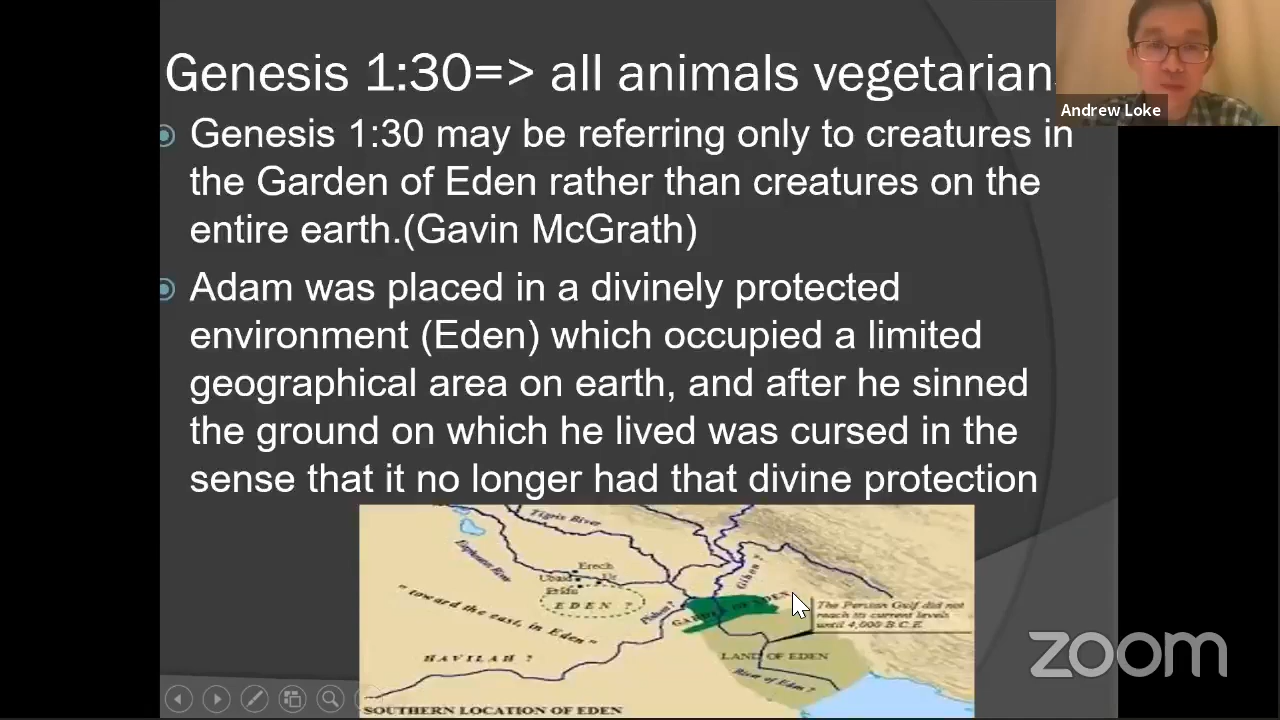 Genesis 1:30=> all animals vegetarian
Andrew Loke
Genesis 1:30 may be referring only to creatures in
the Garden of Eden rather than creatures on the
entire earth.(Gavin McGrath)
Adam was placed in a divinely protected
environment (Eden) which occupied a limited
geographical area on earth, and after he sinned
the ground on which he lived was cursed in the
sense that it no longer had that divine protection
Tigris River
Euphrates River
Erech
Ubaid Ur
Eridu
EDEN ?
Gihon ?
Pishon ?
GARDEN OF EDEN
The Persian Gulf did not
reach its current levels
until 4,000 B.C.E.
"toward the east, in Eden"
HAVILAH ?
LAND OF EDEN
River of Eden ?
SOUTHERN LOCATION OF EDEN
zoom